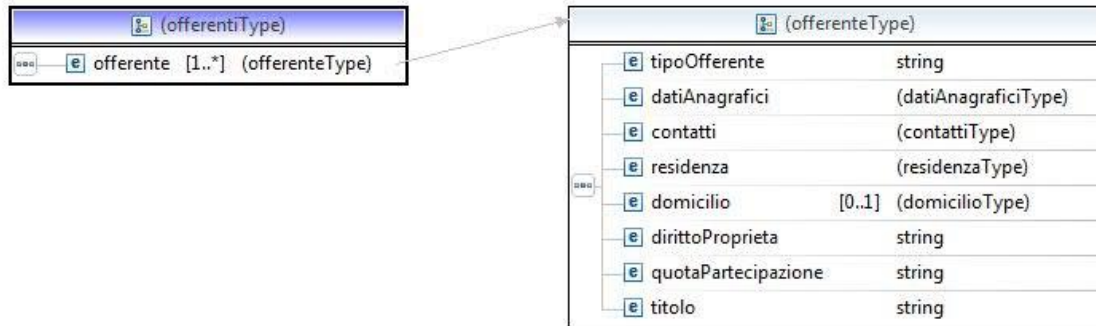 (offerentiType)
e offerente [1..*] (offerenteType)
(offerenteType)
e tipoOfferente string
e datiAnagrafici (datiAnagraficiType)
e contatti (contattiType)
e residenza (residenzaType)
e domicilio [0..1] (domicilioType)
e dirittoProprieta string
e quotaPartecipazione string
e titolo string